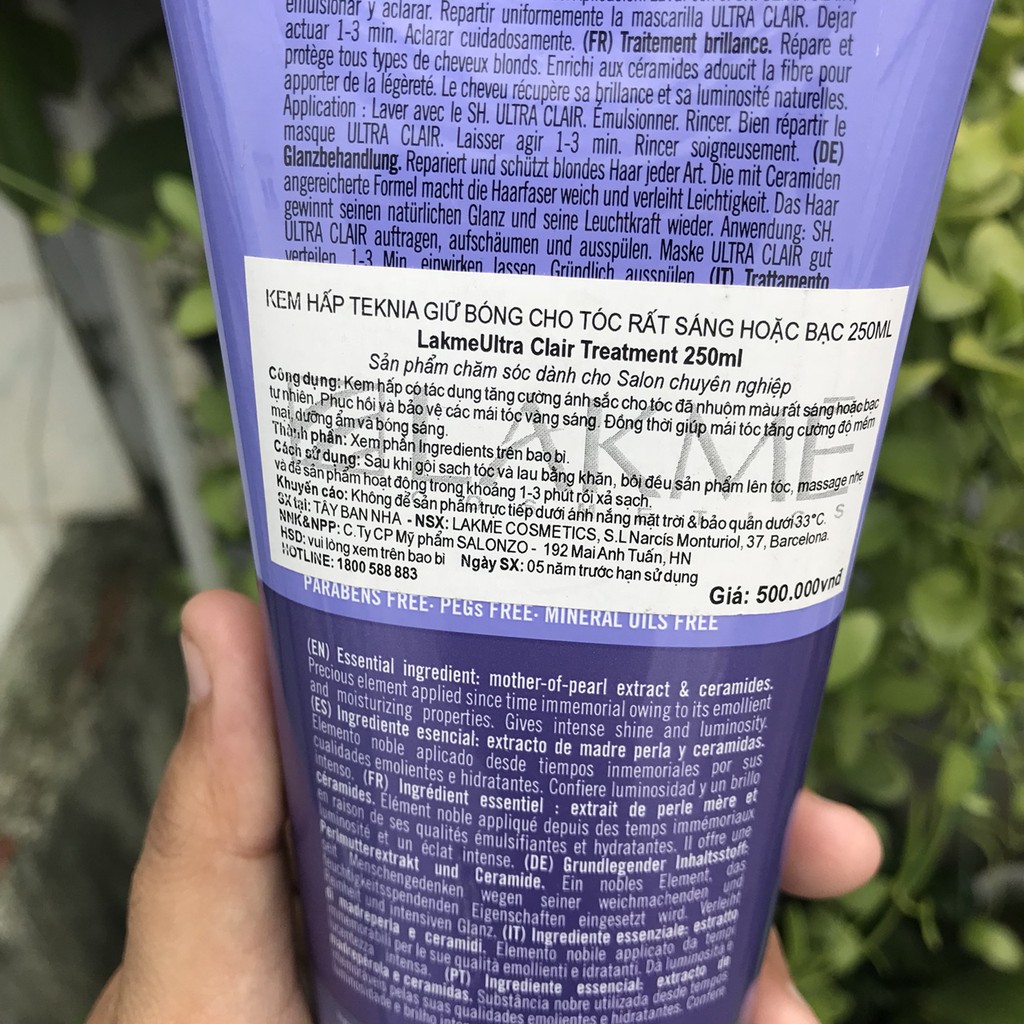 emulsionar y aclarar. Repartir uniformemente la mascarilla ULTRA CLAIR. Dejar
actuar 1-3 min. Aclarar cuidadosamente. (FR) Traitement brillance. Répare et
protège tous types de cheveux blonds. Enrichi aux céramides adoucit la fibre pour
apporter de la légèreté. Le cheveu récupère sa brillance et sa luminosité naturelles.
Application : Laver avec le SH. ULTRA CLAIR. Émulsionner. Rincer. Bien répartir le
masque ULTRA CLAIR. Laisser agir 1-3 min. Rincer soigneusement. (DE)
Glanzbehandlung. Repariert und schützt blondes Haar jeder Art. Die mit Ceramiden
angereicherte Formel macht die Haarfaser weich und verleiht Leichtigkeit. Das Haar
gewinnt seinen natürlichen Glanz und seine Leuchtkraft wieder. Anwendung: SH.
ULTRA CLAIR auftragen, aufschäumen und ausspülen. Maske ULTRA CLAIR gut
verteilen. 1-3 Min. einwirken lassen. Gründlich ausspülen. (IT) Trattamento
KEM HẤP TEKNIA GIỮ BÓNG CHO TÓC RẤT SÁNG HOẶC BẠC 250ML
LakmeUltra Clair Treatment 250ml
Sản phẩm chăm sóc dành cho Salon chuyên nghiệp
Công dụng: Kem hấp có tác dụng tăng cường ánh sắc cho tóc đã nhuộm màu rất sáng hoặc bạc
tự nhiên. Phục hồi và bảo vệ các mái tóc vàng sáng. Đồng thời giúp mái tóc tăng cường độ mềm
mại, dưỡng ẩm và bóng sáng.
Thành phần: Xem phần ingredients trên bao bì.
Cách sử dụng: Sau khi gội sạch tóc và lau bằng khăn, bôi đều sản phẩm lên tóc, massage nhẹ
và để sản phẩm hoạt động trong khoảng 1-3 phút rồi xả sạch.
Khuyến cáo: Không để sản phẩm trực tiếp dưới ánh nắng mặt trời & bảo quản dưới 33°C.
SX tại: TÂY BAN NHA - NSX: LAKME COSMETICS, S.L Narcís Monturiol, 37, Barcelona.
NNK&NPP: C.Ty CP Mỹ phẩm SALONZO - 192 Mai Anh Tuấn, HN
HSD: vui lòng xem trên bao bì Ngày SX: 05 năm trước hạn sử dụng
HOTLINE: 1800 588 883
Giá: 500.000vnđ
LAKMĒ
PARABENS FREE· PEGs FREE· MINERAL OILS FREE
(EN) Essential ingredient: mother-of-pearl extract & ceramides.
Precious element applied since time immemorial owing to its emollient
and moisturizing properties. Gives intense shine and luminosity.
(ES) Ingrediente esencial: extracto de madre perla y ceramidas.
Elemento noble aplicado desde tiempos inmemoriales por sus
cualidades emolientes e hidratantes. Confiere luminosidad y un brillo
intenso. (FR) Ingrédient essentiel : extrait de perle mère et
céramides. Elément noble appliqué depuis des temps immémoriaux
en raison de ses qualités émulsifiantes et hydratantes. Il offre une
luminosité et un éclat intense. (DE) Grundlegender Inhaltsstoff:
Perlmutterextrakt und Ceramide. Ein nobles Element, das
seit Menschengedenken wegen seiner weichmachenden und
feuchtigkeitsspendenden Eigenschaften eingesetzt wird. Verleiht
und intensiven Glanz. (IT) Ingrediente essenziale: estratto
di madreperla e ceramidi. Elemento nobile applicato da tempi
immemorabili per le sue qualità emollienti e idratanti. Dà luminosità e
intensa. (PT) Ingrediente essencial: extracto de
madrepérola e ceramidas. Substância nobre utilizada desde tempos
pelas suas qualidades emolientes e hidratantes. Confere
e brilho